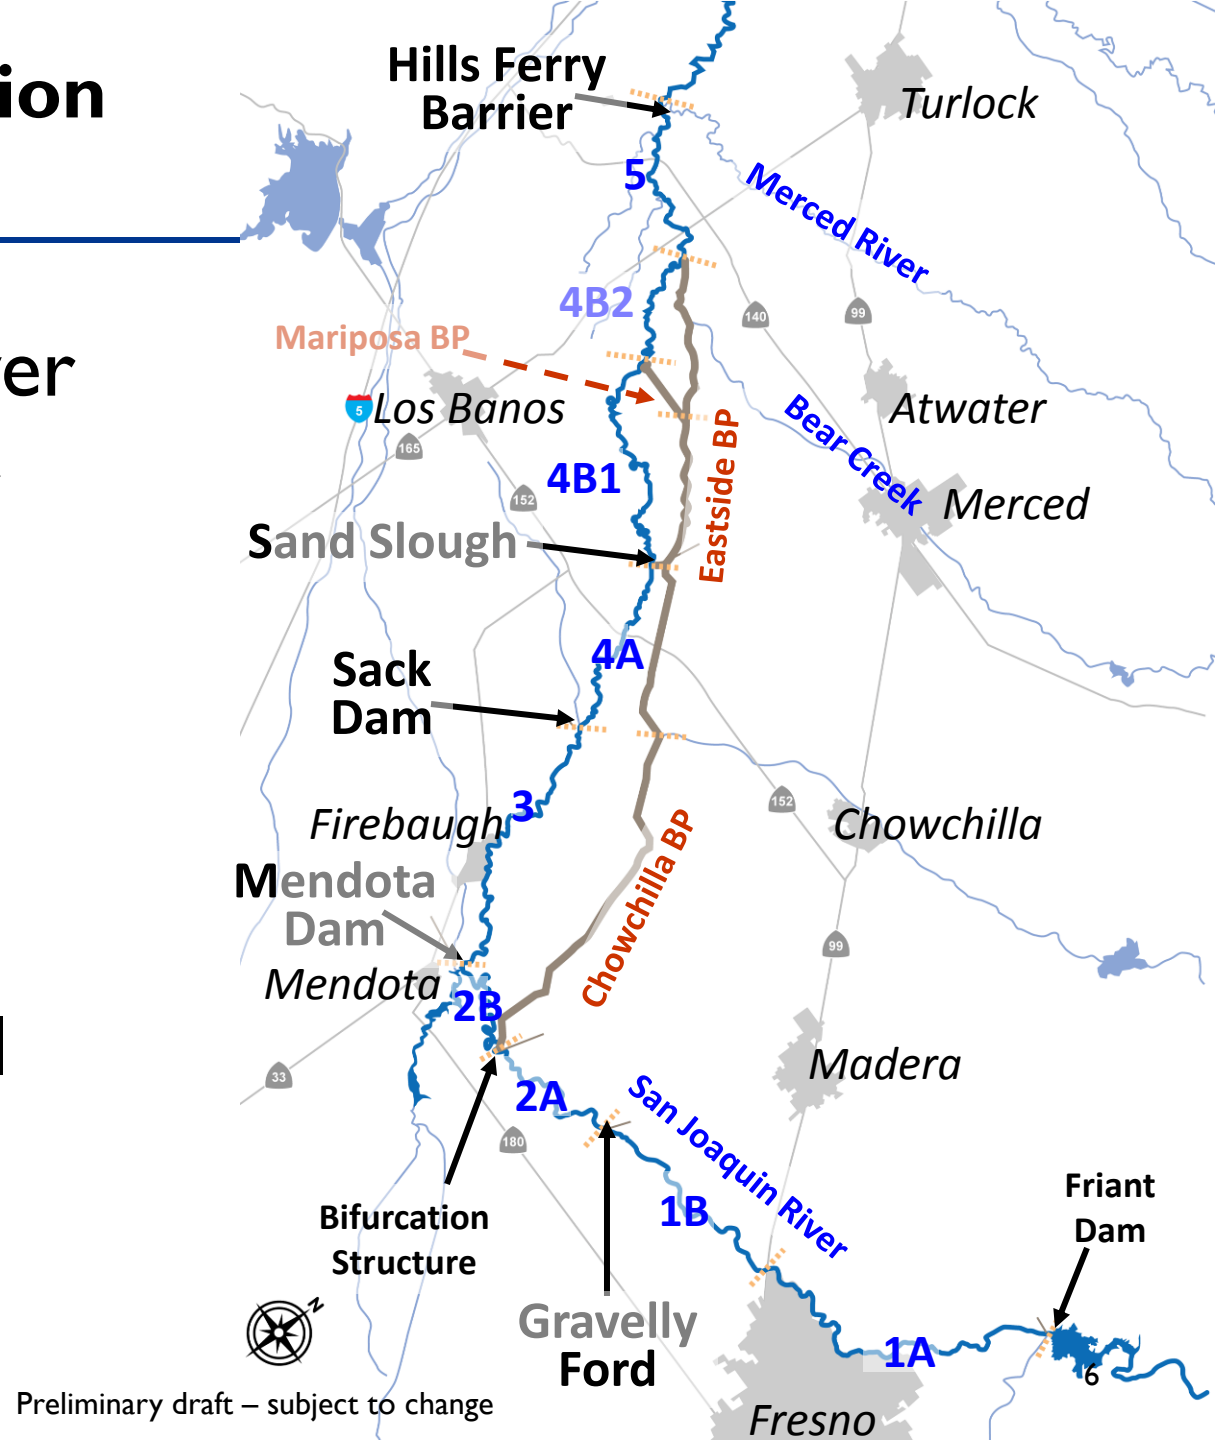 ion
Hills Ferry
Barrier
Turlock
5
Merced River
4B2
140
99
Mariposa BP
er
5
Los Banos
Atwater
165
Eastside BP
Bear Creek
4B1
152
Merced
Sand Slough
4A
Sack
Dam
3
152
Firebaugh
Chowchilla
Chowchilla BP
Mendota
Dam
99
Mendota
2B
33
Madera
2A
San Joaquin River
180
Friant
Dam
1B
Bifurcation
Structure
N
Gravelly
Ford
1A
6
Preliminary draft – subject to change
Fresno